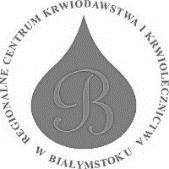 REGIONALNE CENTRUM KRWIODAWSTWA I KRWIOLECZNICTWA
W BIAŁYMSTOKU
B